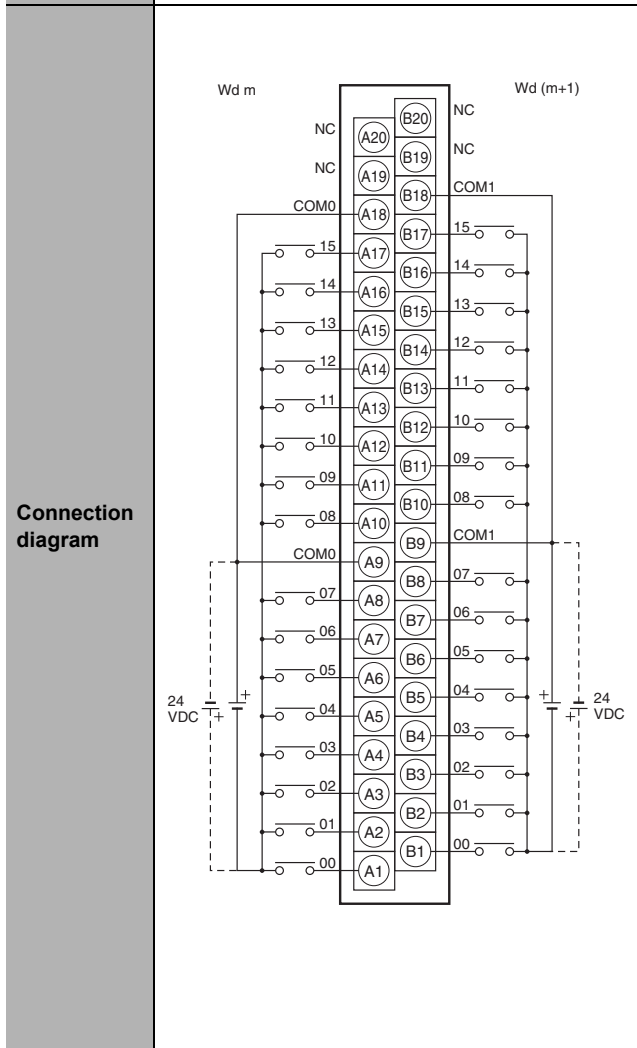 Connection
diagram
Wd m
Wd (m+1)
NC
A20
B20
NC
NC
A19
B19
NC
COM0
A18
B18
COM1
15
A17
B17
15
14
A16
B16
14
13
A15
B15
13
12
A14
B14
12
11
A13
B13
11
10
A12
B12
10
09
A11
B11
09
08
A10
B10
08
COM0
A9
B9
COM1
07
A8
B8
07
06
A7
B7
06
05
A6
B6
05
04
A5
B5
04
03
A4
B4
03
02
A3
B3
02
01
A2
B2
01
00
A1
B1
00
24
VDC
+
+
+
+
24
VDC